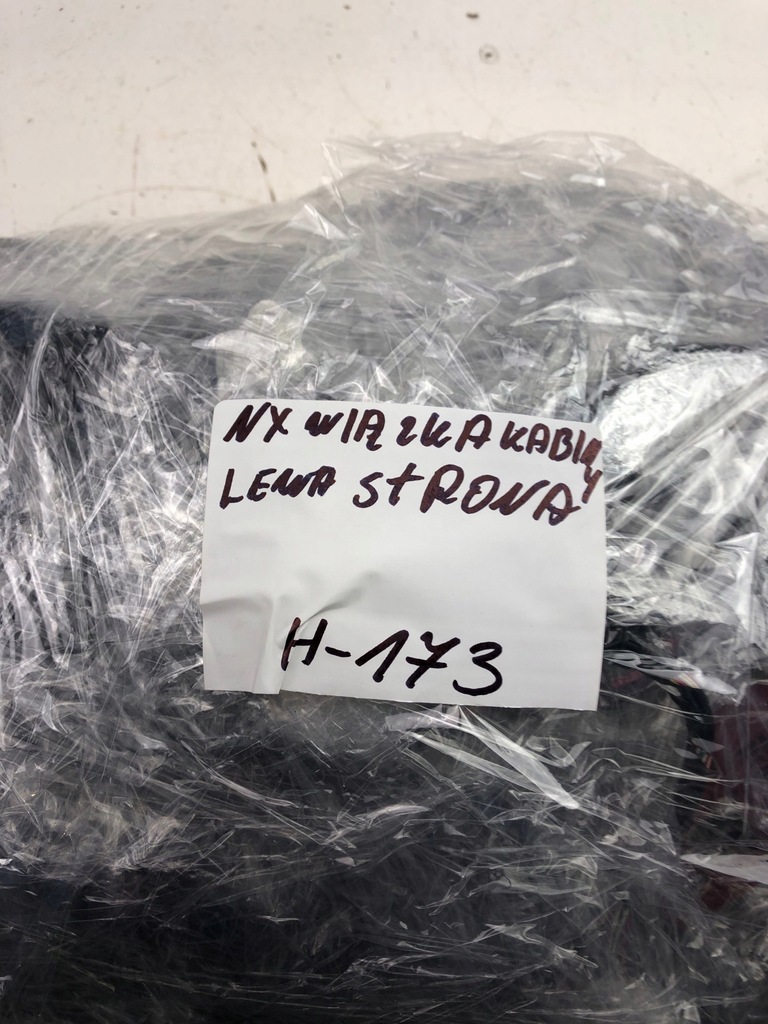 NX WIĄZKA KABINY
LEWA StRONA
H-173